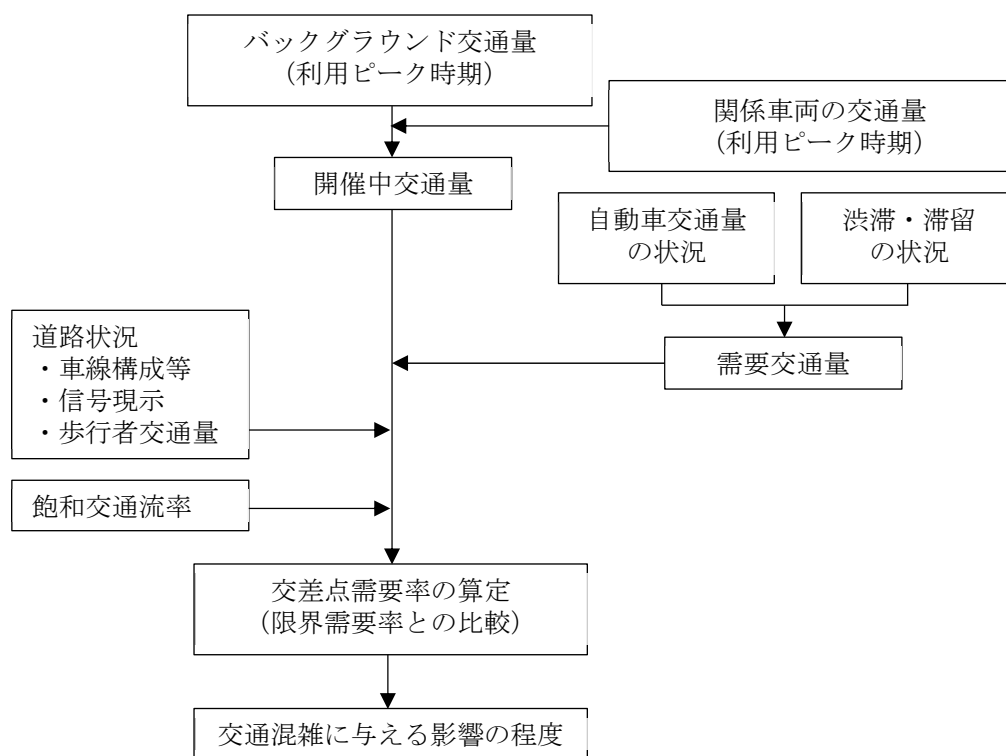 バックグラウンド交通量
（利用ピーク時期）
関係車両の交通量
（利用ピーク時期）
開催中交通量
自動車交通量
の状況
渋滞・滞留
の状況
道路状況
・車線構成等
・信号現示
・歩行者交通量
需要交通量
飽和交通流率
交差点需要率の算定
（限界需要率との比較）
交通混雑に与える影響の程度